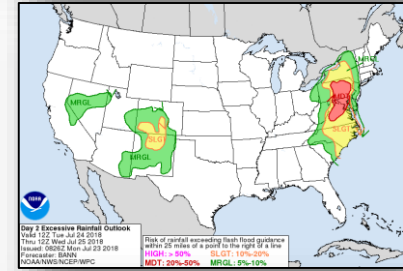 MRGL
MRGL
MDT
SLGT
SLGT
MRGL
NOAA
Day 2 Excessive Rainfall Outlook
Valid 12Z Tue Jul 24 2018
Thru 12Z Wed Jul 25 2018
Issued: 0826Z Mon Jul 23 2018
Forecaster: BANN
NOAA/NWS/NCEP/WPC
Risk of rainfall exceeding flash flood guidance
within 25 miles of a point to the right of a line
HIGH: > 50% SLGT: 10%-20%
MDT: 20%-50% MRGL: 5%-10%